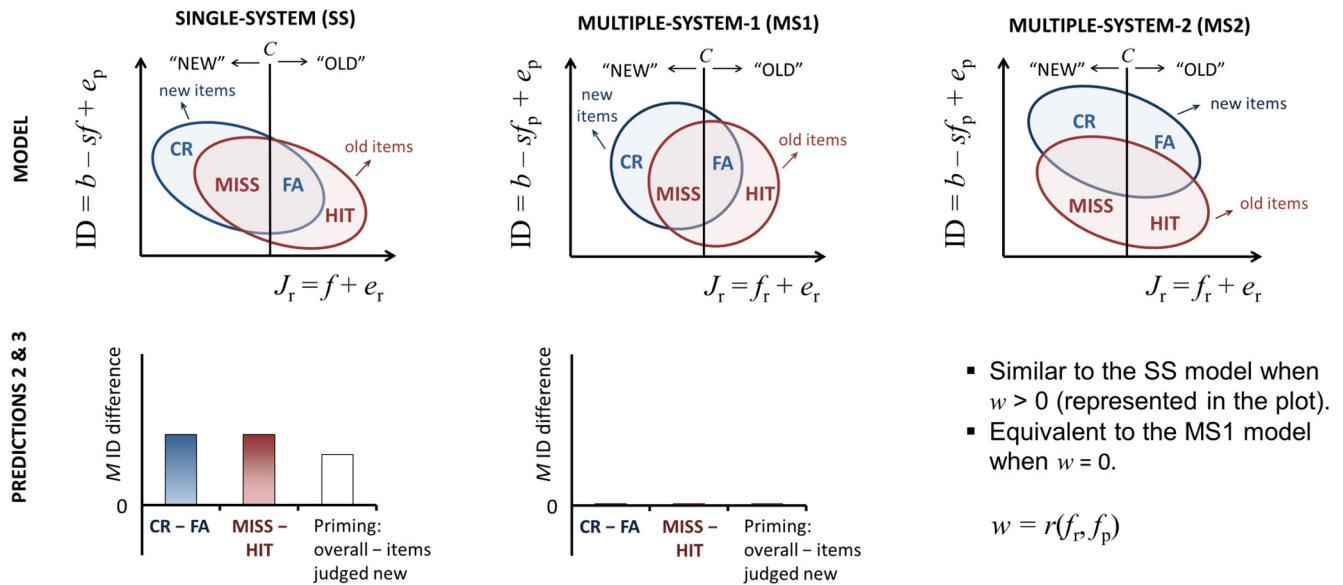 SINGLE-SYSTEM (SS)
MULTIPLE-SYSTEM-1 (MS1)
MULTIPLE-SYSTEM-2 (MS2)
MODEL
ID = b – sf + eₚ
C
"NEW" ← → "OLD"
new items
CR
old items
MISS
FA
HIT
Jᵣ = f + eᵣ
ID = b – sfₚ + eₚ
C
"NEW" ← → "OLD"
new
items
CR
old items
FA
MISS
HIT
Jᵣ = fᵣ + eᵣ
ID = b – sfₚ + eₚ
C
"NEW" ← → "OLD"
new items
CR
FA
MISS
HIT
old items
Jᵣ = fᵣ + eᵣ
PREDICTIONS 2 & 3
M ID difference
0
CR – FA
MISS –
HIT
Priming:
overall – items
judged new
M ID difference
0
CR – FA
MISS –
HIT
Priming:
overall – items
judged new
▪ Similar to the SS model when
w > 0 (represented in the plot).
▪ Equivalent to the MS1 model
when w = 0.
w = r(fᵣ, fₚ)